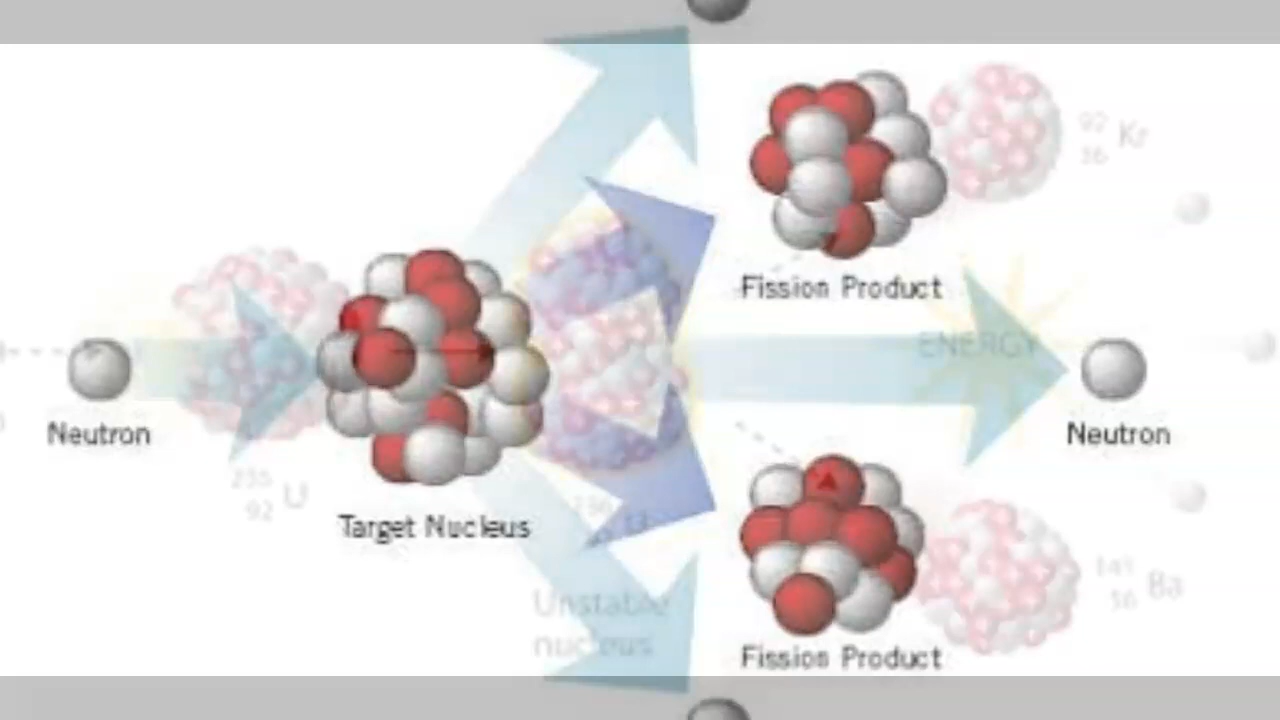 92
36 Kr
Fission Product
ENERGY
Neutron
Neutron
235
92 U
Target Nucleus
236
141
56 Ba
Unstable
nucleus
Fission Product